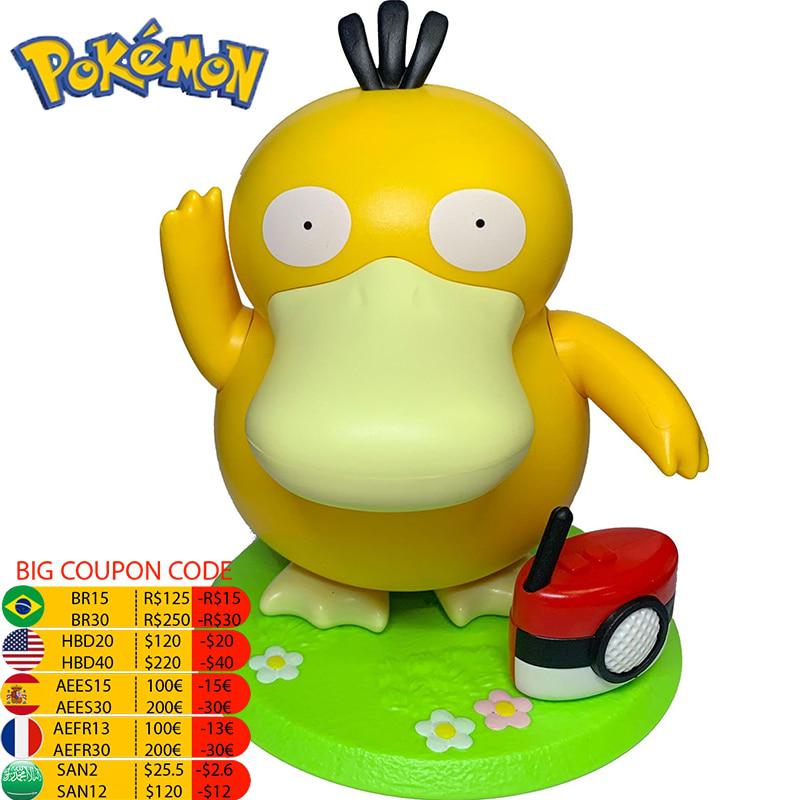 POKéMON
BIG COUPON CODE
BR15 R$125 -R$15
BR30 R$250 -R$30
HBD20 $120 -$20
HBD40 $220 -$40
AEES15 100€ -15€
AEES30 200€ -30€
AEFR13 100€ -13€
AEFR30 200€ -30€
SAN2 $25.5 -$2.6
SAN12 $120 -$12